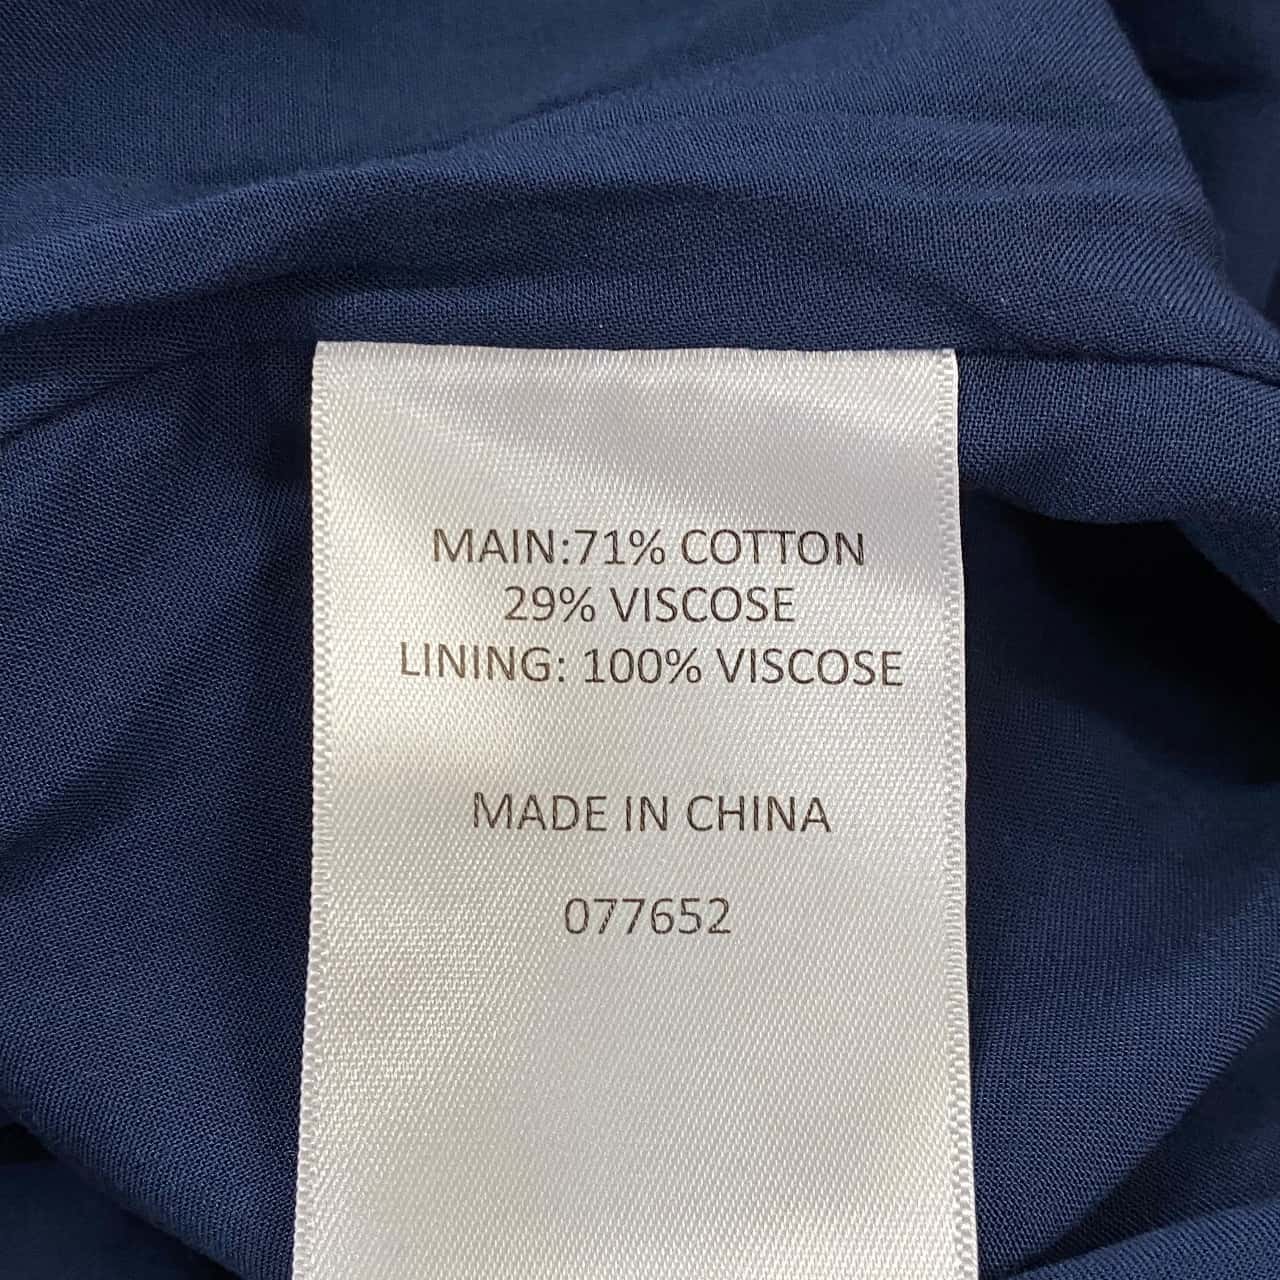 MAIN:71% COTTON
29% VISCOSE
LINING: 100% VISCOSE
MADE IN CHINA
077652